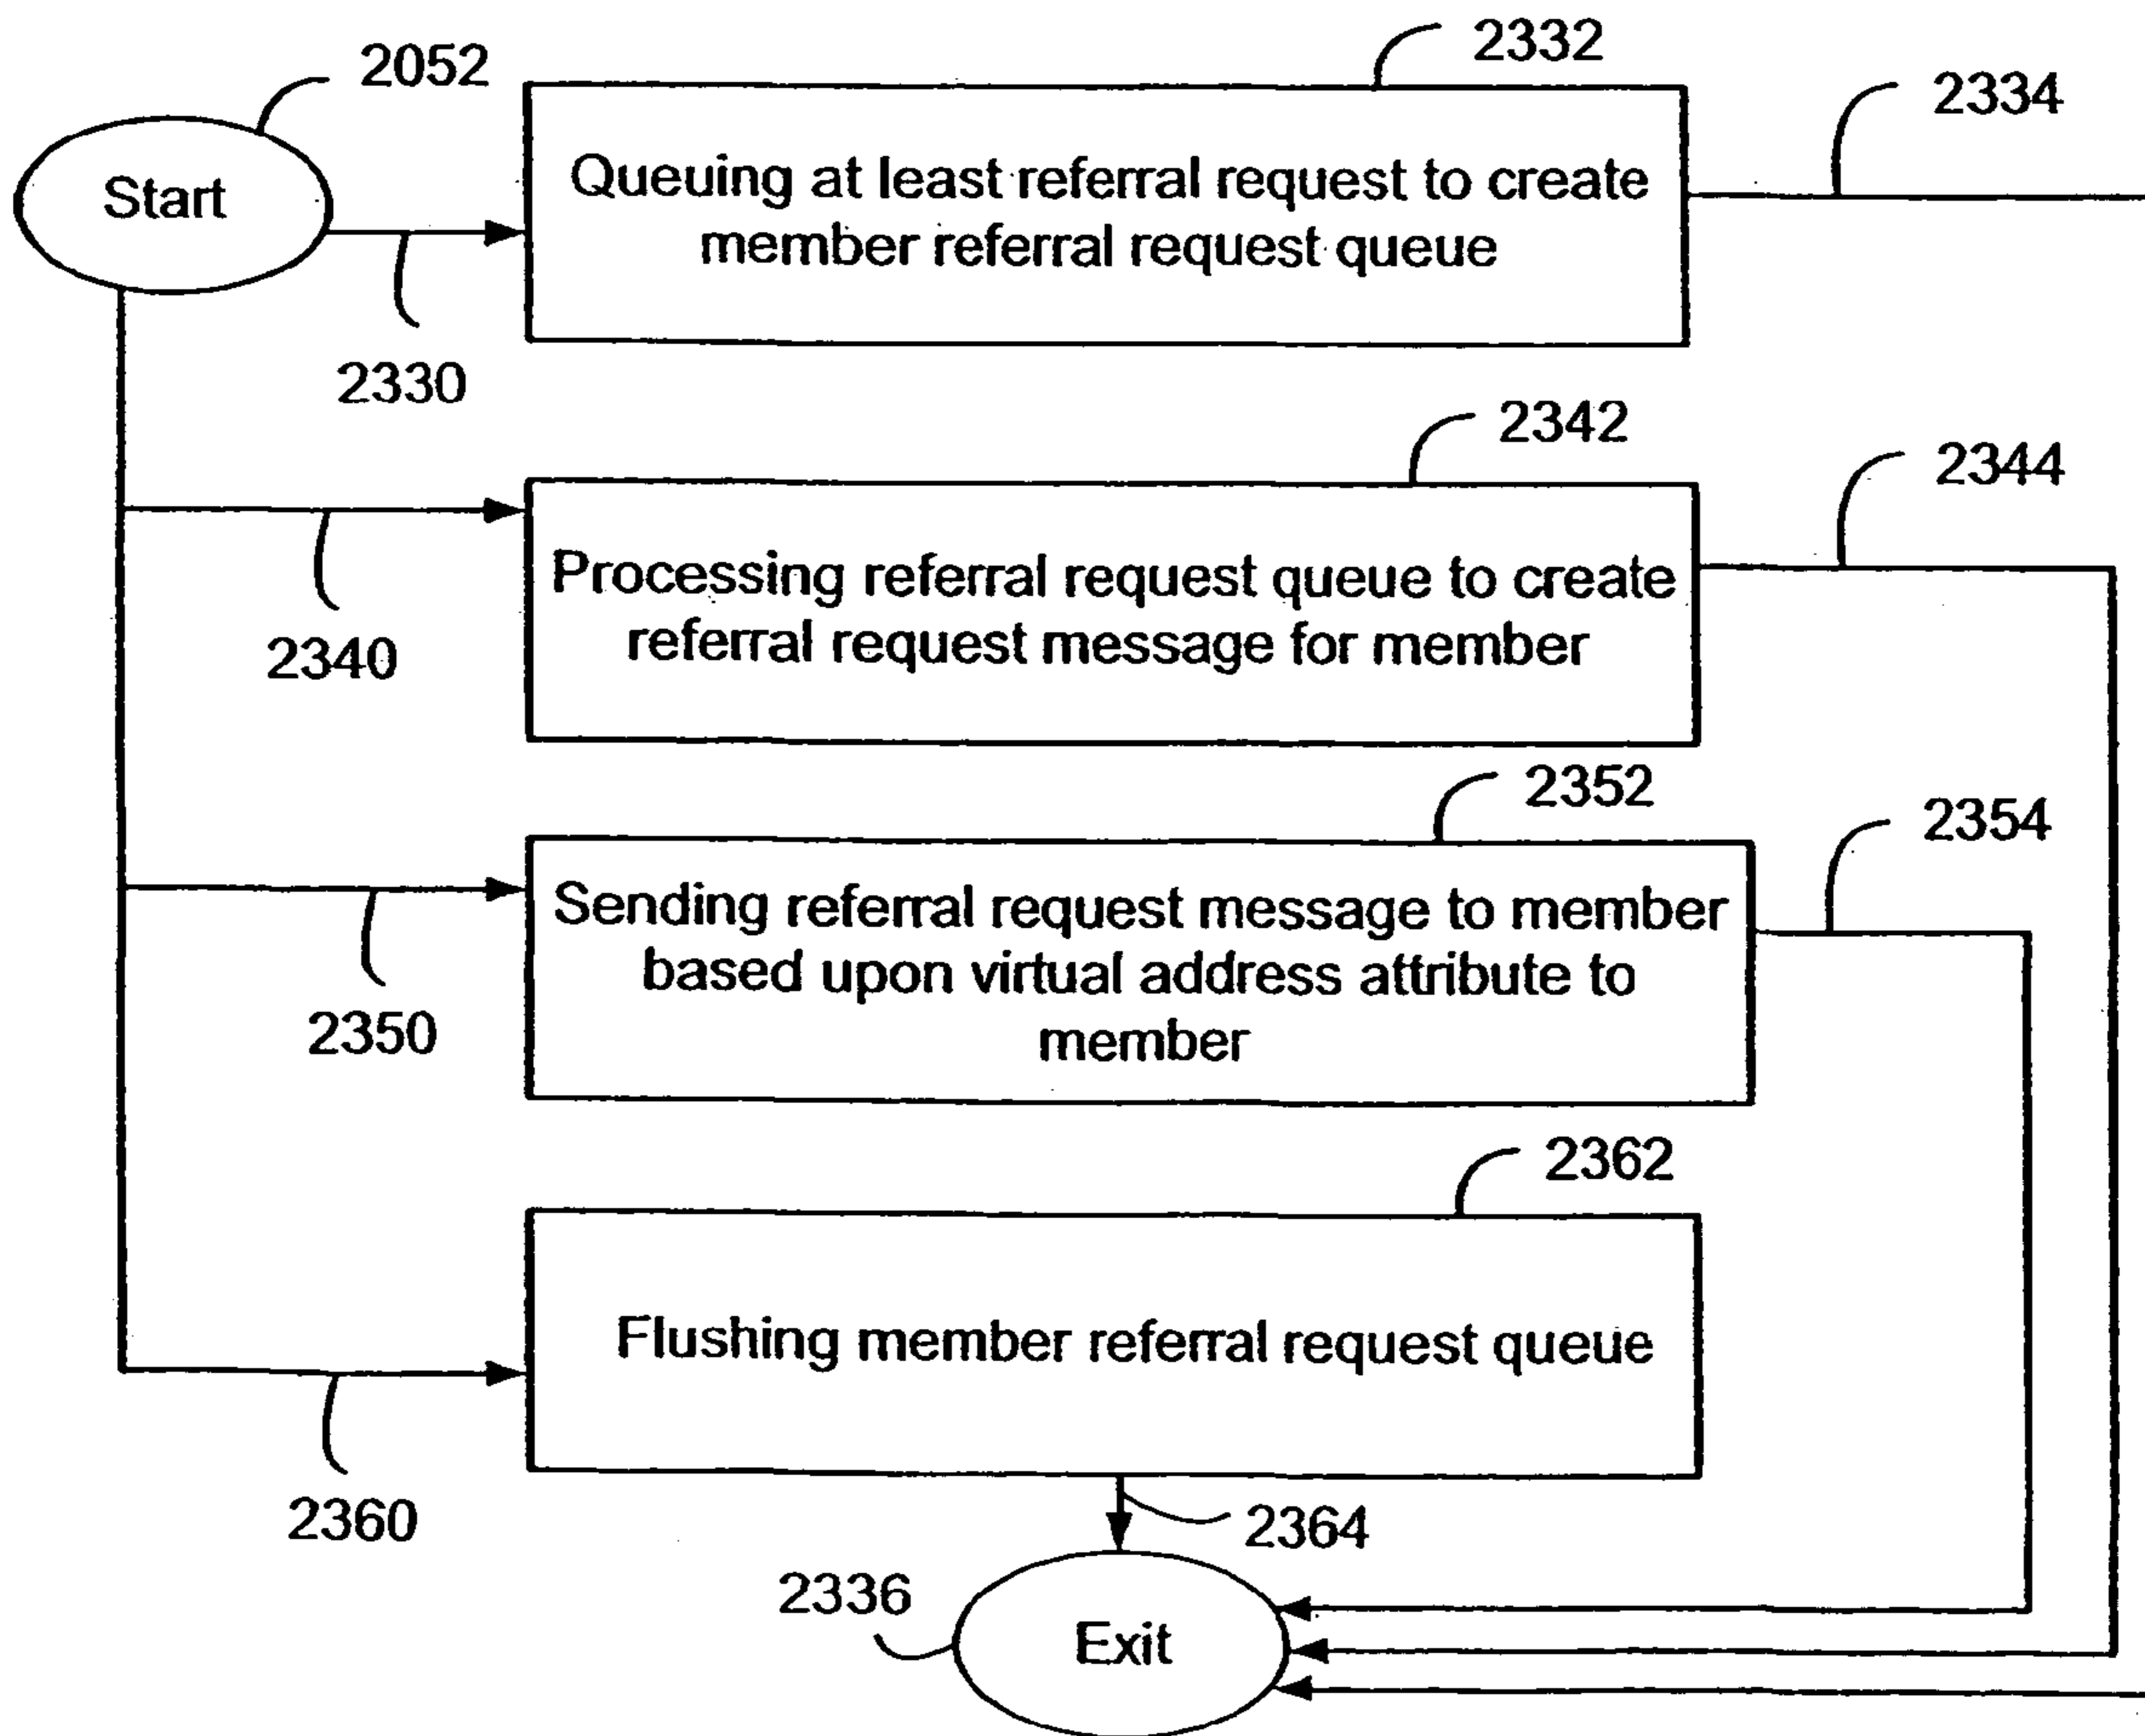 2052
2332
2334
Start
Queuing at least referral request to create
member referral request queue
2330
2342
2344
Processing referral request queue to create
referral request message for member
2340
2352
2354
Sending referral request message to member
based upon virtual address attribute to
member
2350
2362
Flushing member referral request queue
2360
2364
2336
Exit